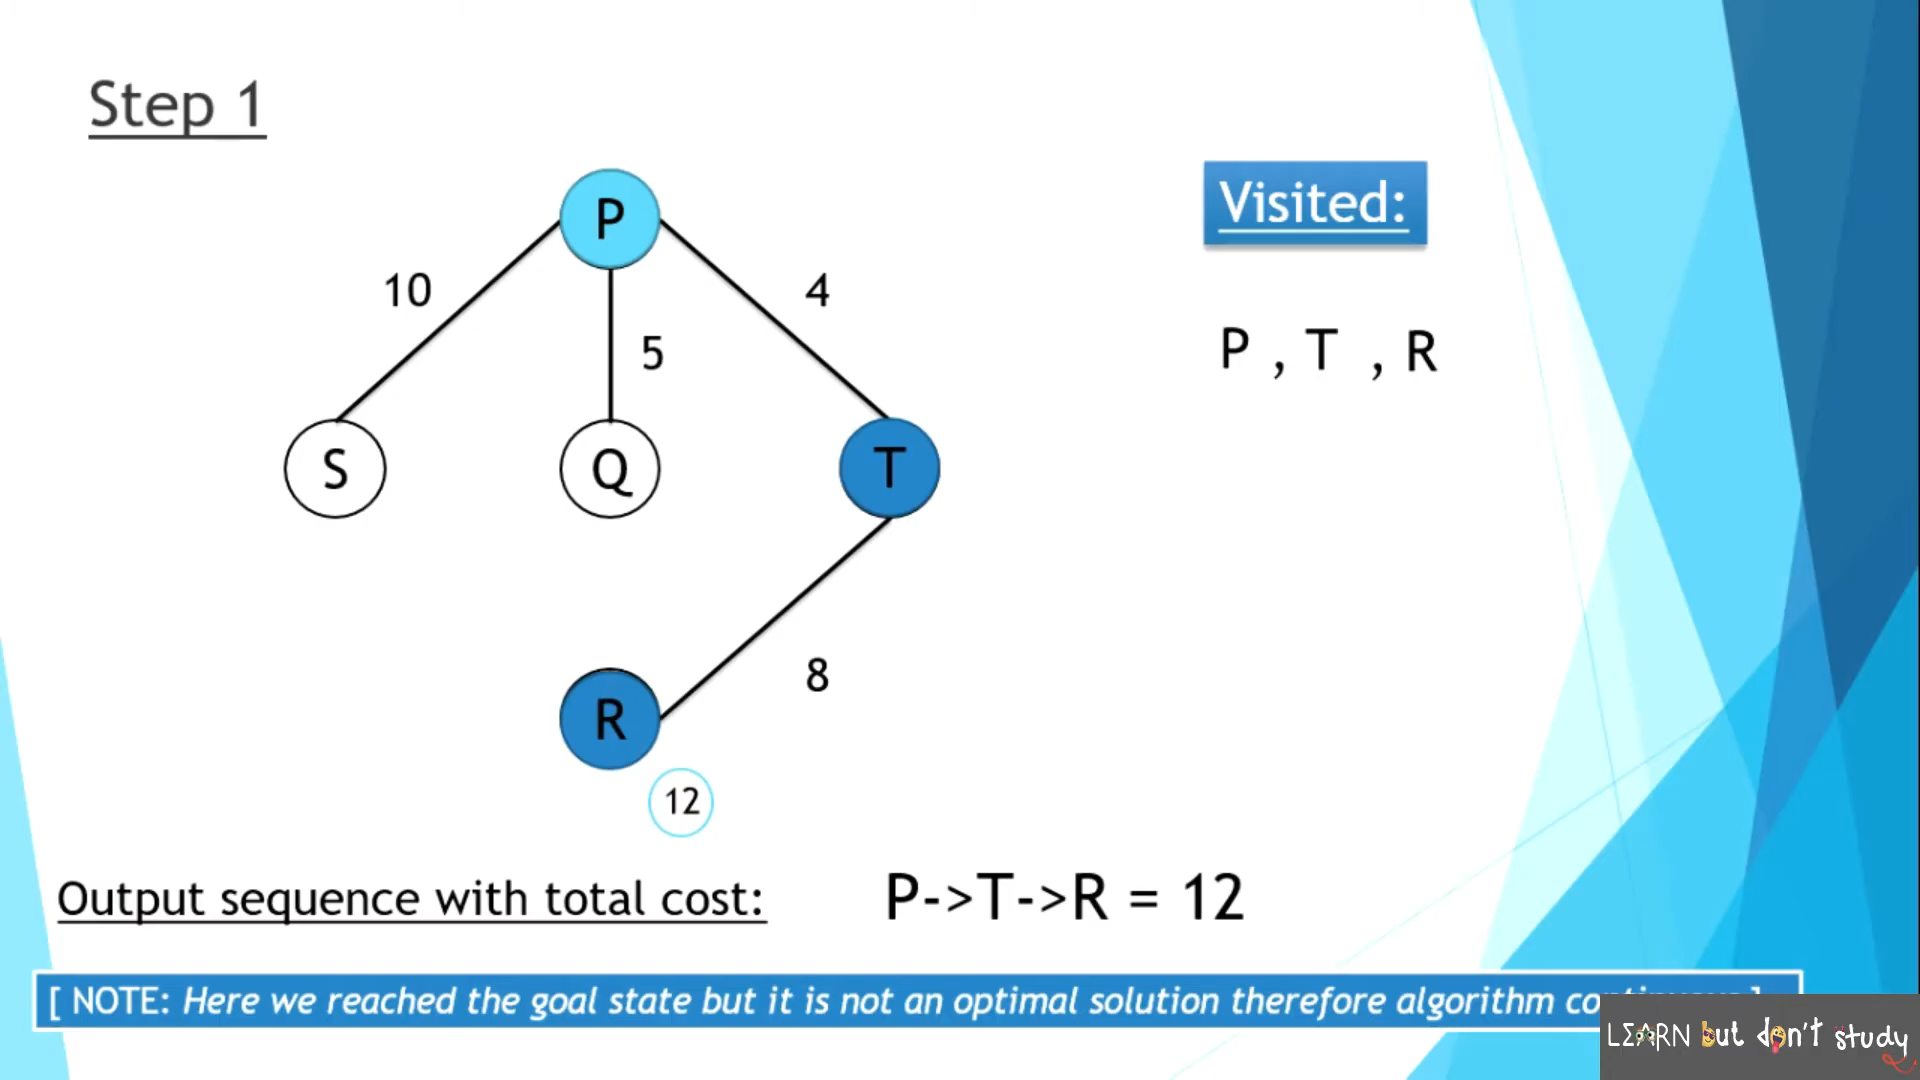 Step 1
P
Visited:
10
4
5
P , T , R
S
Q
T
8
R
12
Output sequence with total cost: P->T->R = 12
[ NOTE: Here we reached the goal state but it is not an optimal solution therefore algorithm
LEARN but don't study